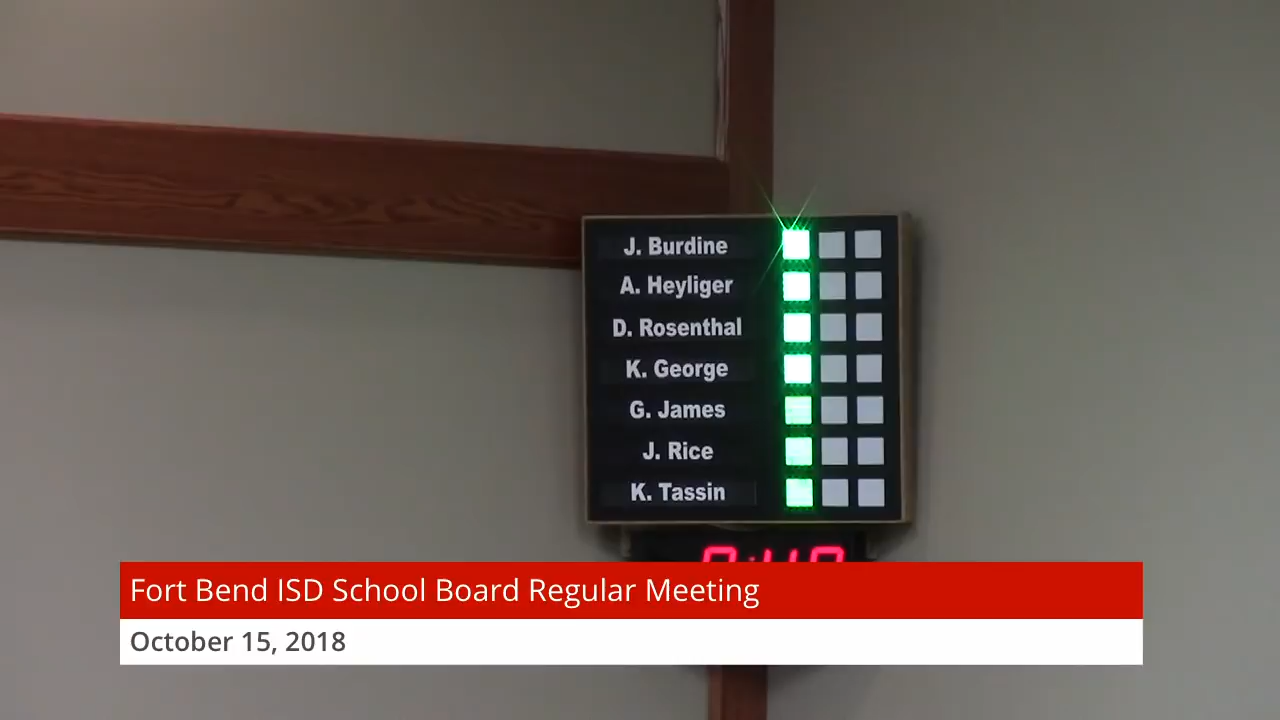 J. Burdine
A. Heyliger
D. Rosenthal
K. George
G. James
J. Rice
K. Tassin
Fort Bend ISD School Board Regular Meeting
October 15, 2018